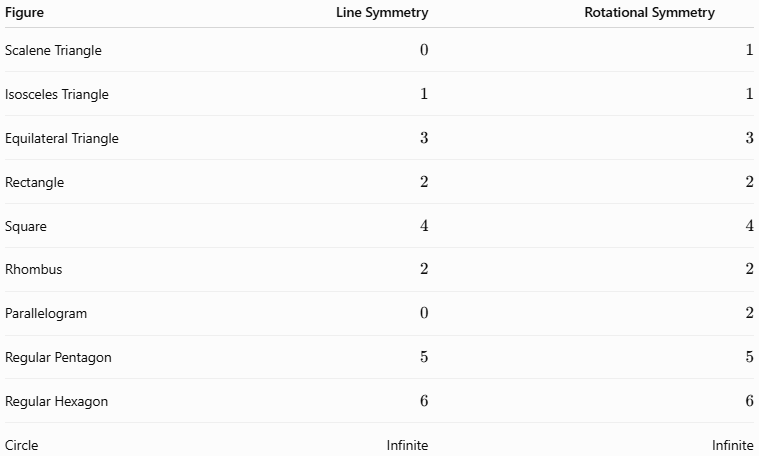 Figure Line Symmetry Rotational Symmetry
Scalene Triangle 0 1
Isosceles Triangle 1 1
Equilateral Triangle 3 3
Rectangle 2 2
Square 4 4
Rhombus 2 2
Parallelogram 0 2
Regular Pentagon 5 5
Regular Hexagon 6 6
Circle Infinite Infinite